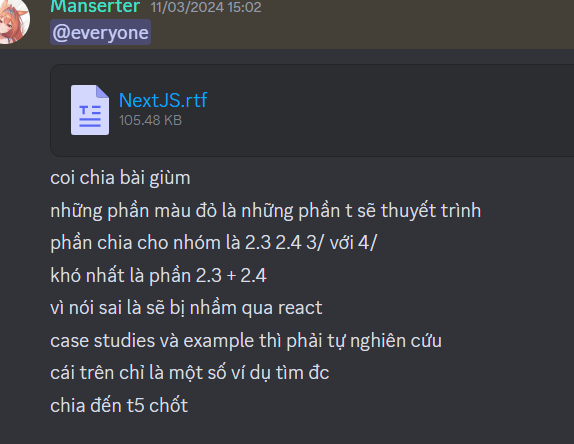 Manserter 11/03/2024 15:02
@everyone
NextJS.rtf
105.48 KB
coi chia bài giùm
những phần màu đỏ là những phần t sẽ thuyết trình
phần chia cho nhóm là 2.3 2.4 3/ với 4/
khó nhất là phần 2.3 + 2.4
vì nói sai là sẽ bị nhầm qua react
case studies và example thì phải tự nghiên cứu
cái trên chỉ là một số ví dụ tìm đc
chia đến t5 chốt